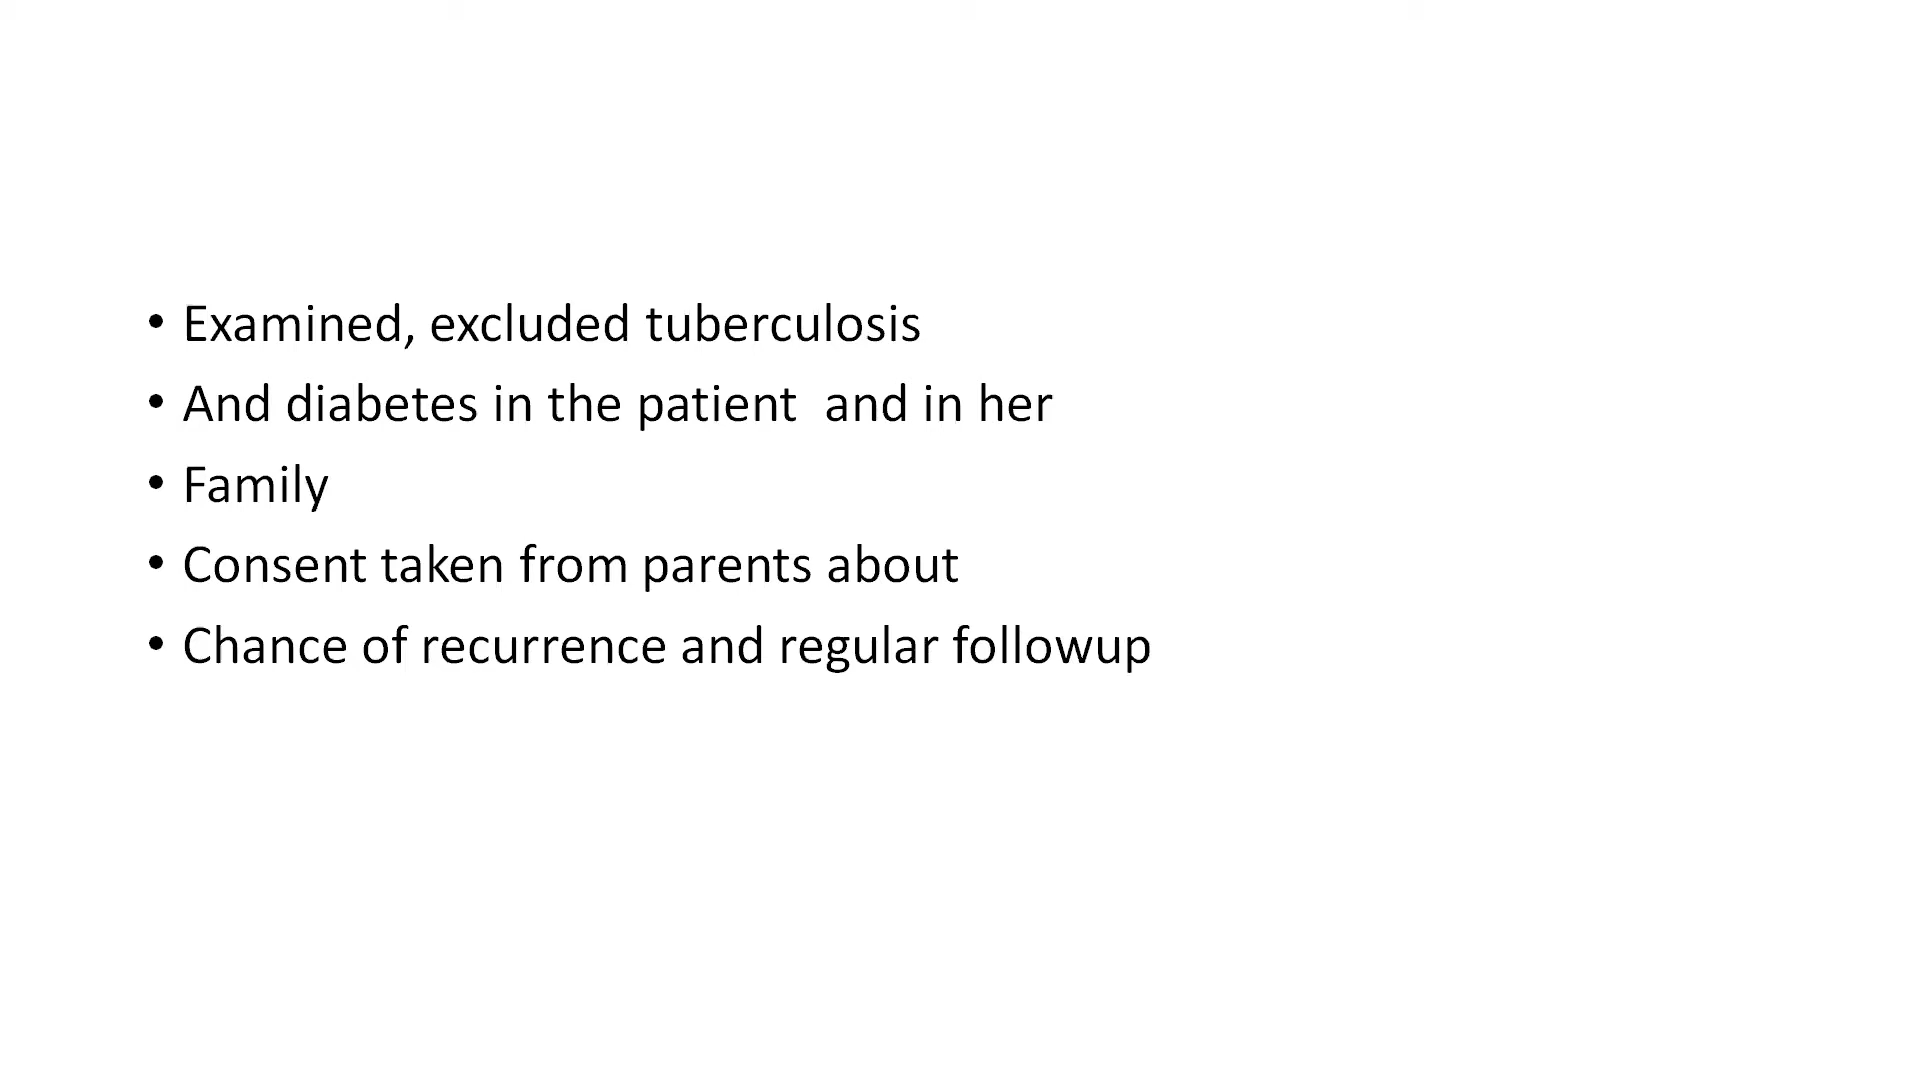 • Examined, excluded tuberculosis
• And diabetes in the patient  and in her
• Family
• Consent taken from parents about
• Chance of recurrence and regular followup